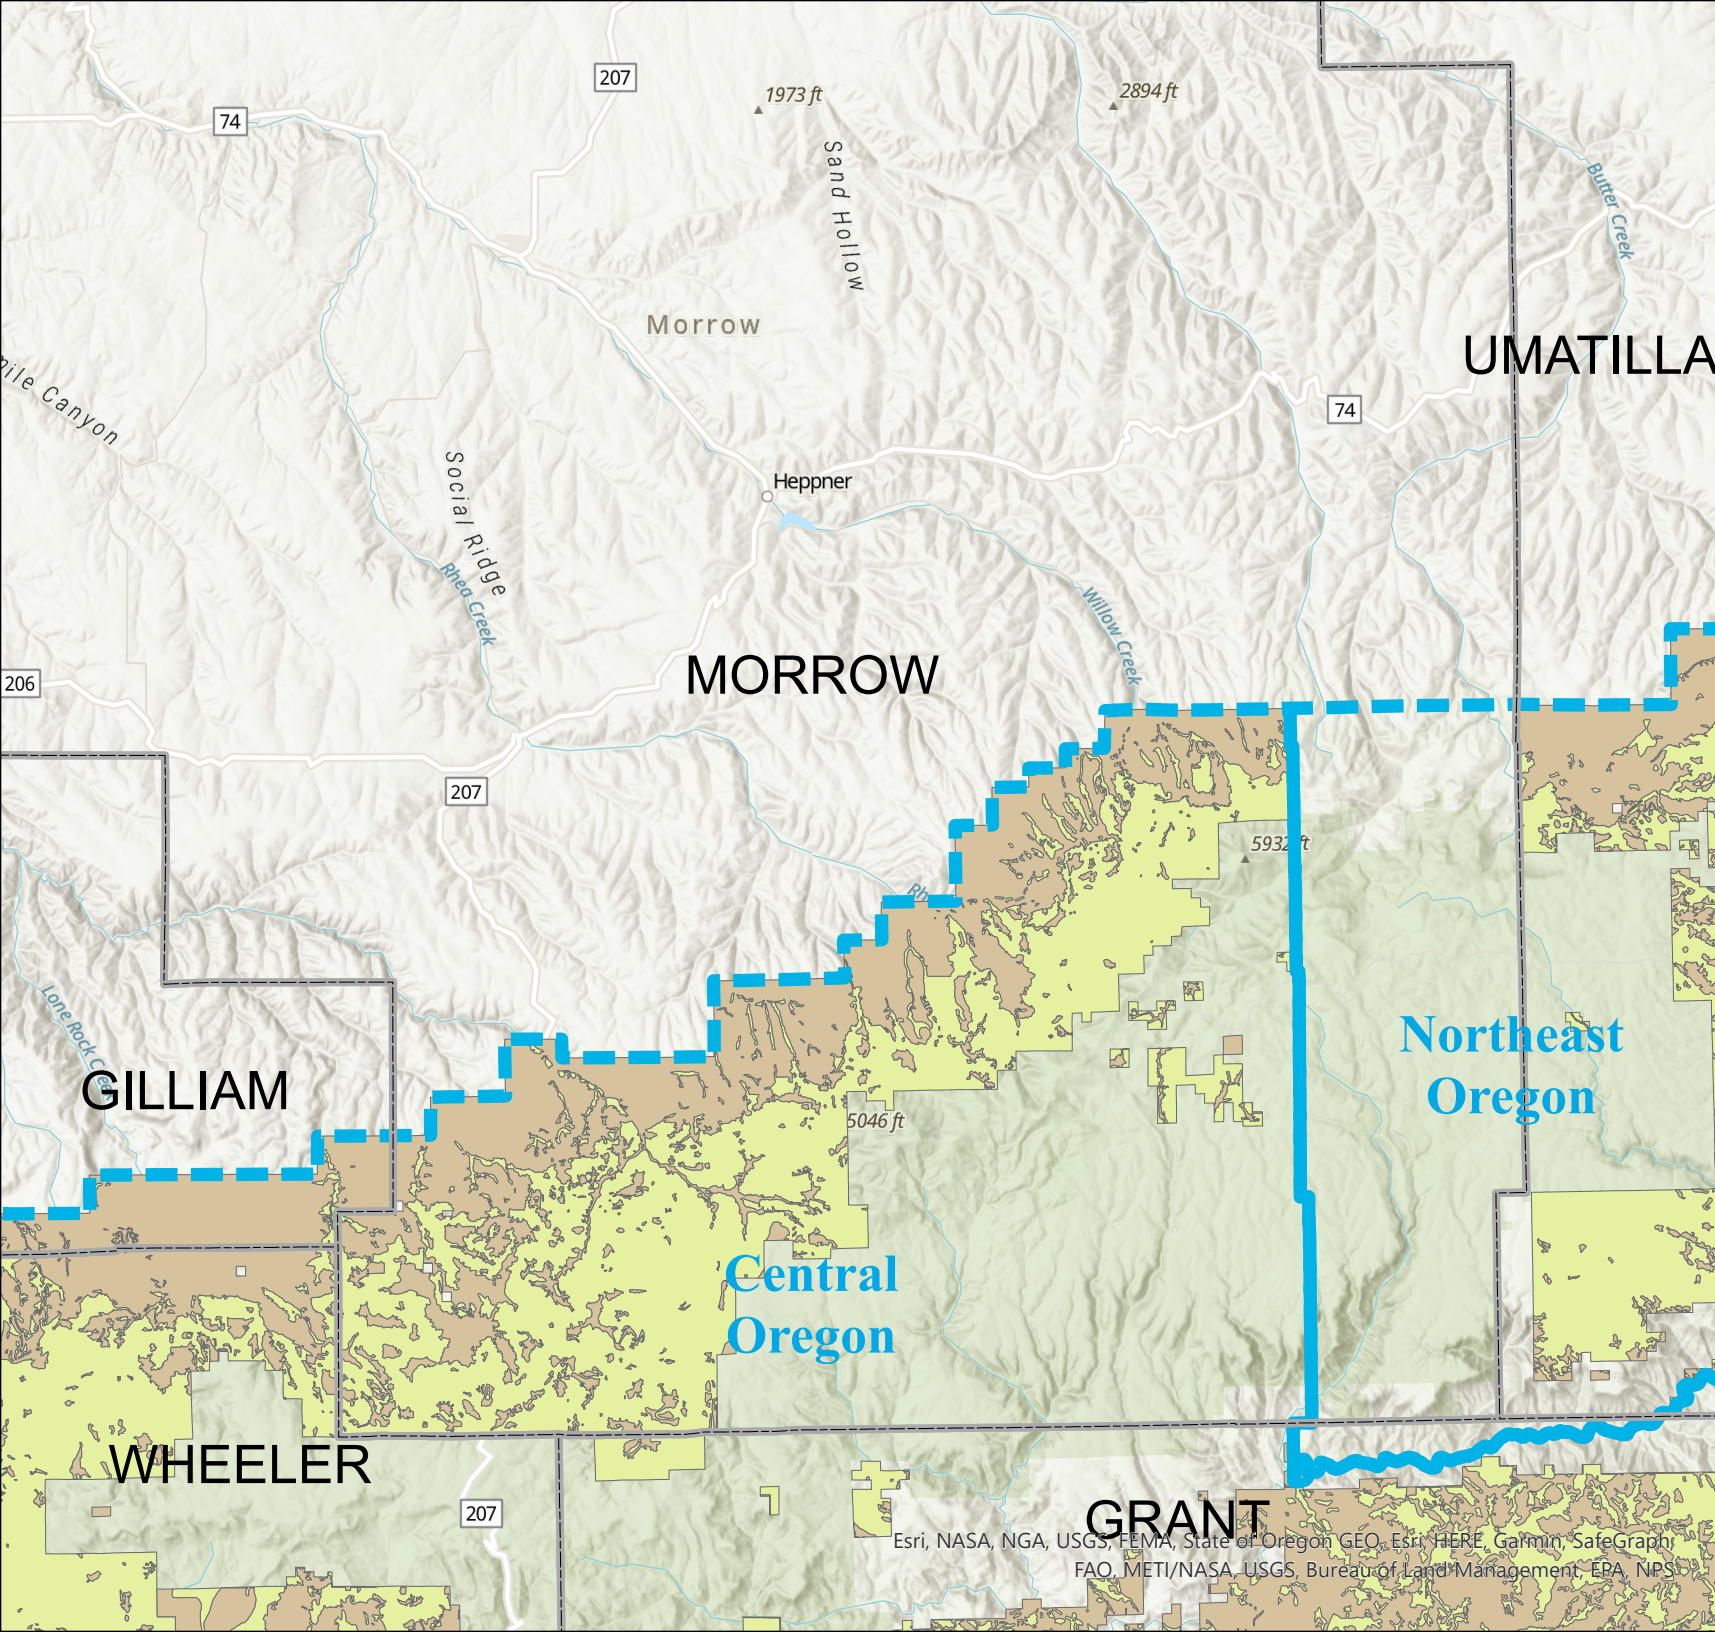 207
1973 ft
2894 ft
74
Sand Hollow
Butter Creek
Morrow
UMATILLA
mile Canyon
74
Social Ridge
Heppner
Rhea Creek
Willow Creek
MORROW
206
207
5932 ft
Rh
Lone Rock Creek
Northeast
Oregon
GILLIAM
5046 ft
Central
Oregon
WHEELER
207
GRANT
Esri, NASA, NGA, USGS, FEMA, State of Oregon GEO, Esri, HERE, Garmin, SafeGraph,
FAO, METI/NASA, USGS, Bureau of Land Management, EPA, NPS